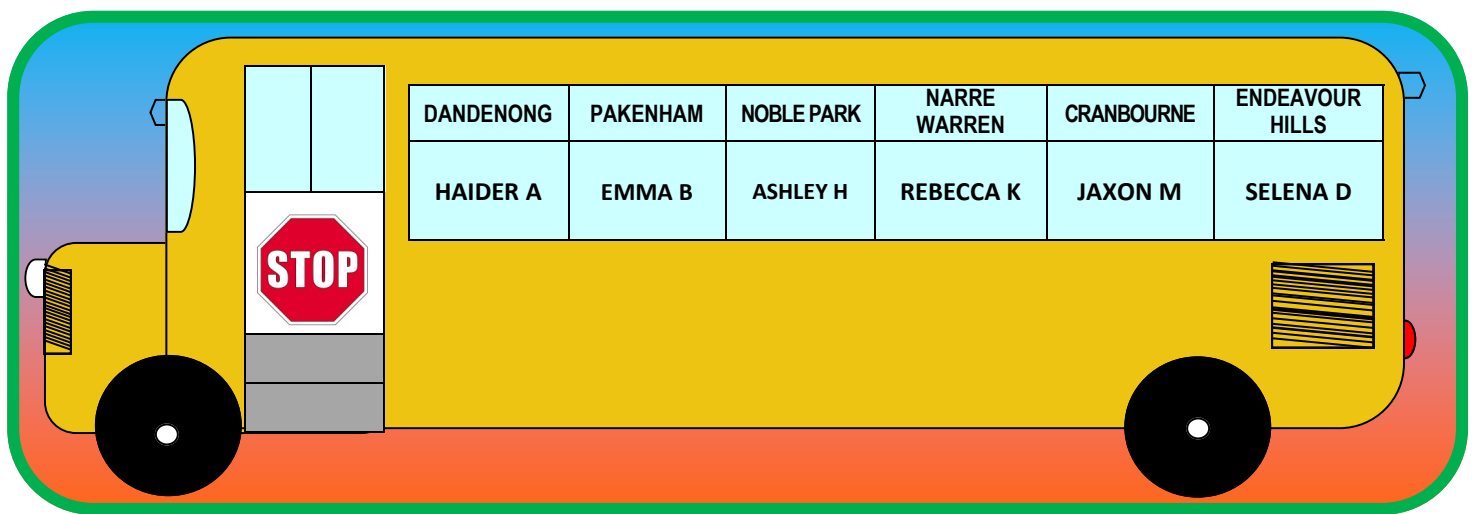 DANDENONG
PAKENHAM
NOBLE PARK
NARRE
WARREN
CRANBOURNE
ENDEAVOUR
HILLS
HAIDER A
EMMA B
ASHLEY H
REBECCA K
JAXON M
SELENA D
STOP